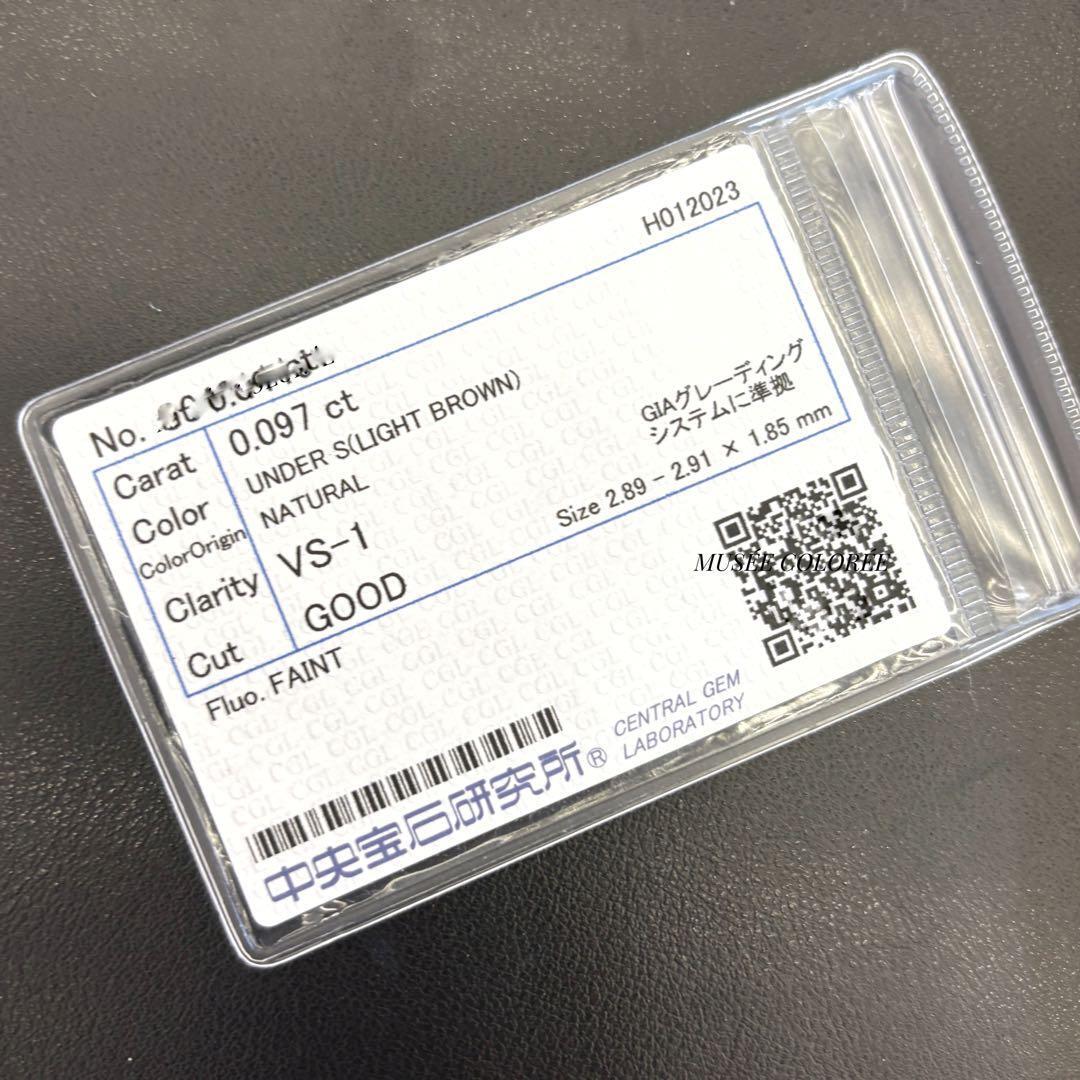 H012023
No.
Carat 0.097 ct
Color UNDER S(LIGHT BROWN)
ColorOrigin NATURAL
Clarity VS-1
Cut GOOD
GIAグレーディング
システムに準拠
Size 2.89 - 2.91 × 1.85 mm
Fluo. FAINT
MUSÉE COLORÉE
CENTRAL GEM
LABORATORY
中央宝石研究所®